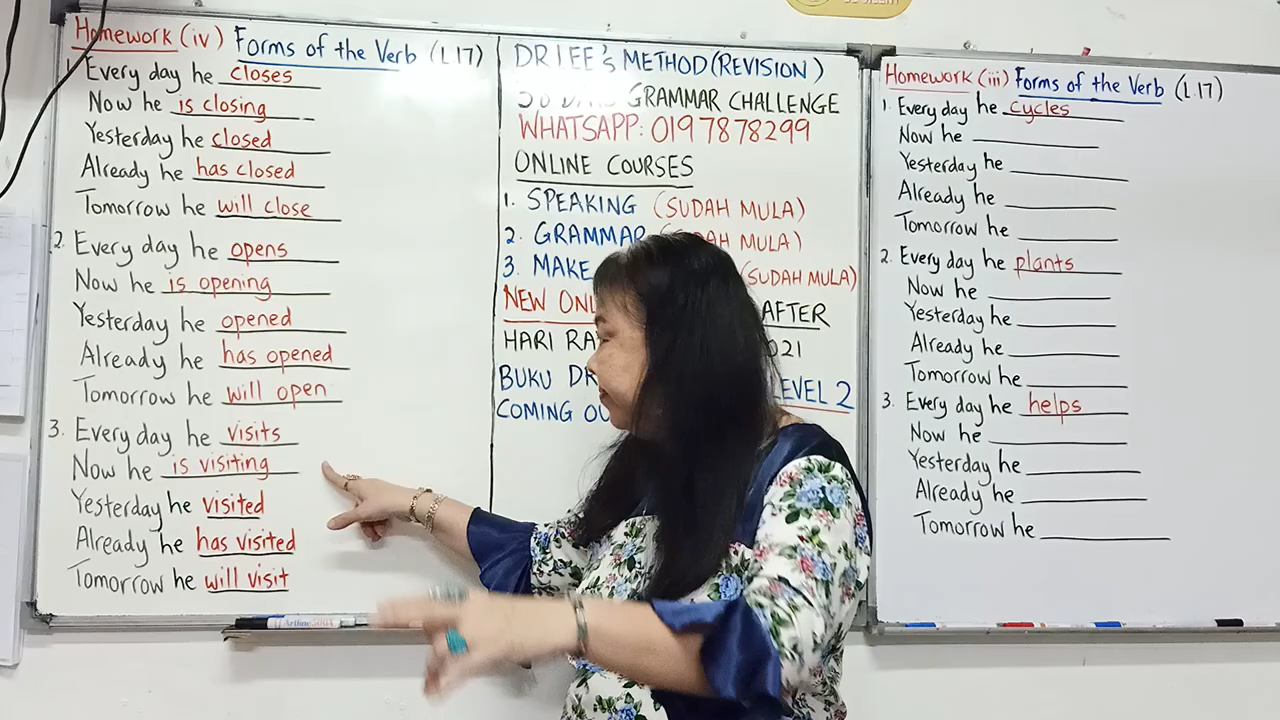 Homework (iv) Forms of the Verb (L17)
1. Every day he closes
Now he is closing
Yesterday he closed
Already he has closed
Tomorrow he will close
2. Every day he opens
Now he is opening
Yesterday he opened
Already he has opened
Tomorrow he will open
3. Every day he visits
Now he is visiting
Yesterday he visited
Already he has visited
Tomorrow he will visit
Artline
DR LEE's METHOD (REVISION)
GRAMMAR CHALLENGE
WHATSAPP: 0197878299
ONLINE COURSES
1. SPEAKING (SUDAH MULA)
2. GRAMMAR MULA)
3. MAKE (SUDAH MULA)
NEW AFTER
HARI
BUKU LEVEL 2
COMING
Homework (iii) Forms of the Verb (L17)
1. Every day he cycles
Now he
Yesterday he
Already he
Tomorrow he
2. Every day he plants
Now he
Yesterday he
Already he
Tomorrow he
3. Every day he helps
Now he
Yesterday he
Already he
Tomorrow he